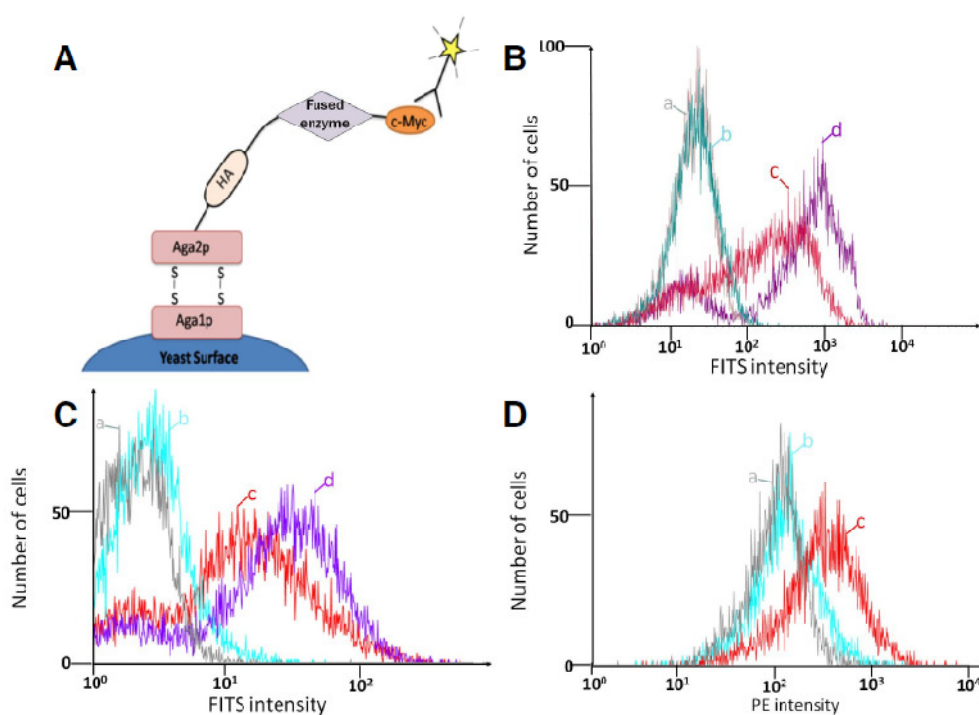 A
Fused
enzyme
c-Myc
HA
Aga2p
S S
S S
Aga1p
Yeast Surface
B
Number of cells
100
50
0
a
b
c
d
10⁰ 10¹ 10² 10³ 10⁴
FITS intensity
C
Number of cells
50
0
a
b
c
d
10⁰ 10¹ 10²
FITS intensity
D
Number of cells
50
0
a
b
c
10⁰ 10¹ 10² 10³ 10⁴
PE intensity